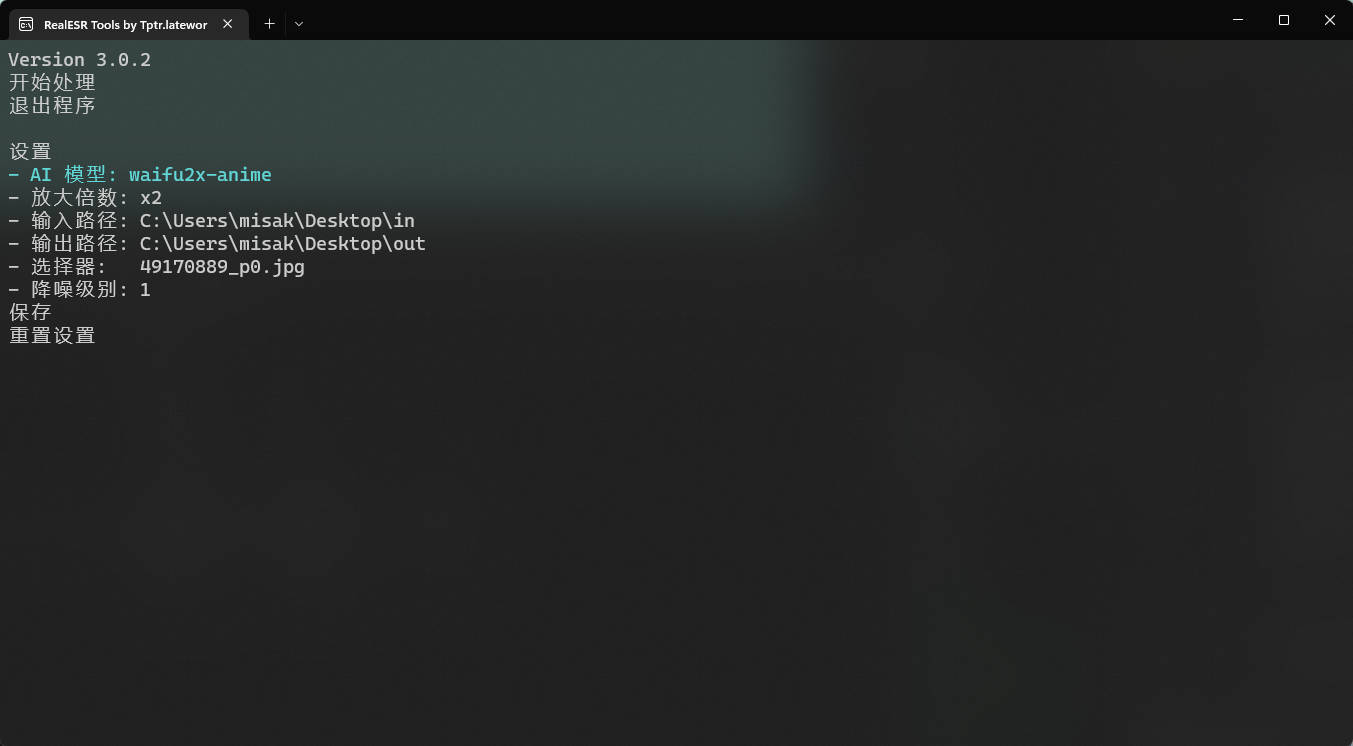 RealESR Tools by Tptr.latewor
Version 3.0.2
开始处理
退出程序
设置
- AI 模型: waifu2x-anime
- 放大倍数: x2
- 输入路径: C:\Users\misak\Desktop\in
- 输出路径: C:\Users\misak\Desktop\out
- 选择器: 49170889_p0.jpg
- 降噪级别: 1
保存
重置设置